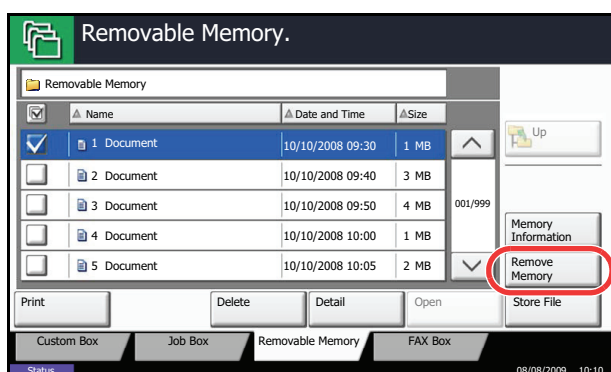 Removable Memory.
Removable Memory
Name Date and Time Size
1 Document 10/10/2008 09:30 1 MB
2 Document 10/10/2008 09:40 3 MB
3 Document 10/10/2008 09:50 4 MB
4 Document 10/10/2008 10:00 1 MB
5 Document 10/10/2008 10:05 2 MB
001/999
Up
Memory
Information
Remove
Memory
Print Delete Detail Open Store File
Custom Box Job Box Removable Memory FAX Box
Status 08/08/2009 10:10